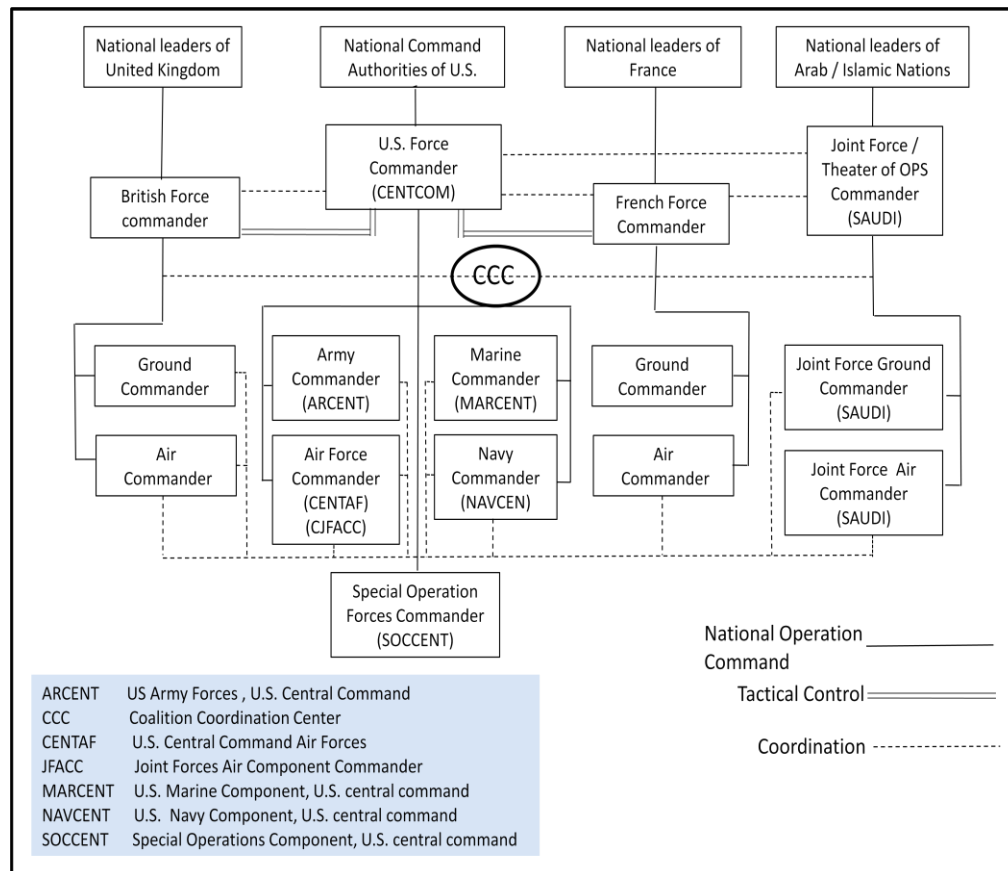 National leaders of
United Kingdom
National Command
Authorities of U.S.
National leaders of
France
National leaders of
Arab / Islamic Nations
U.S. Force
Commander
(CENTCOM)
Joint Force /
Theater of OPS
Commander
(SAUDI)
British Force
commander
French Force
Commander
CCC
Ground
Commander
Army
Commander
(ARCENT)
Marine
Commander
(MARCENT)
Ground
Commander
Joint Force Ground
Commander
(SAUDI)
Air
Commander
Air Force
Commander
(CENTAF)
(CJFACC)
Navy
Commander
(NAVCEN)
Air
Commander
Joint Force Air
Commander
(SAUDI)
Special Operation
Forces Commander
(SOCCENT)
National Operation
Command
Tactical Control
Coordination
ARCENT US Army Forces , U.S. Central Command
CCC Coalition Coordination Center
CENTAF U.S. Central Command Air Forces
JFACC Joint Forces Air Component Commander
MARCENT U.S. Marine Component, U.S. central command
NAVCENT U.S. Navy Component, U.S. central command
SOCCENT Special Operations Component, U.S. central command